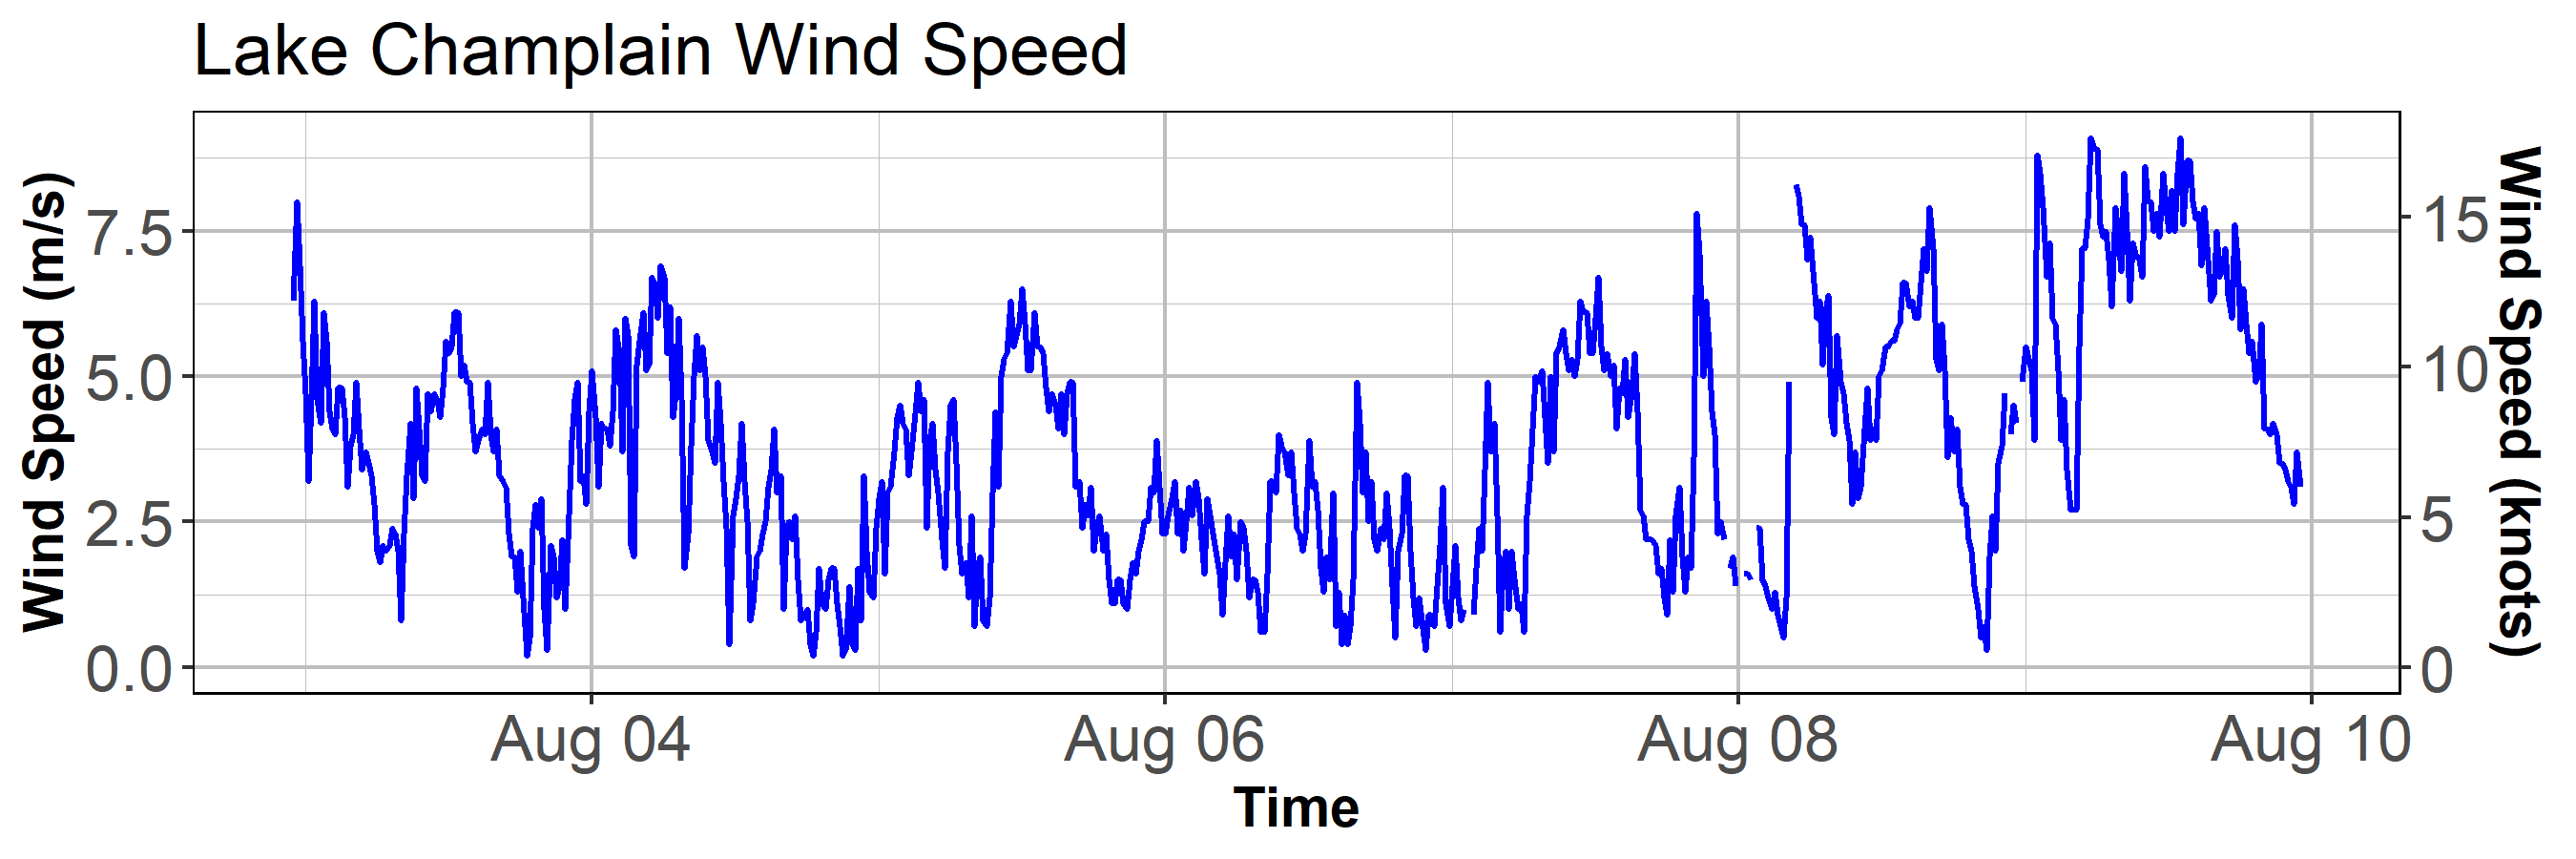 Lake Champlain Wind Speed
Wind Speed (m/s)
7.5
5.0
2.5
0.0
15
10
5
0
Wind Speed (knots)
Aug 04
Aug 06
Aug 08
Aug 10
Time